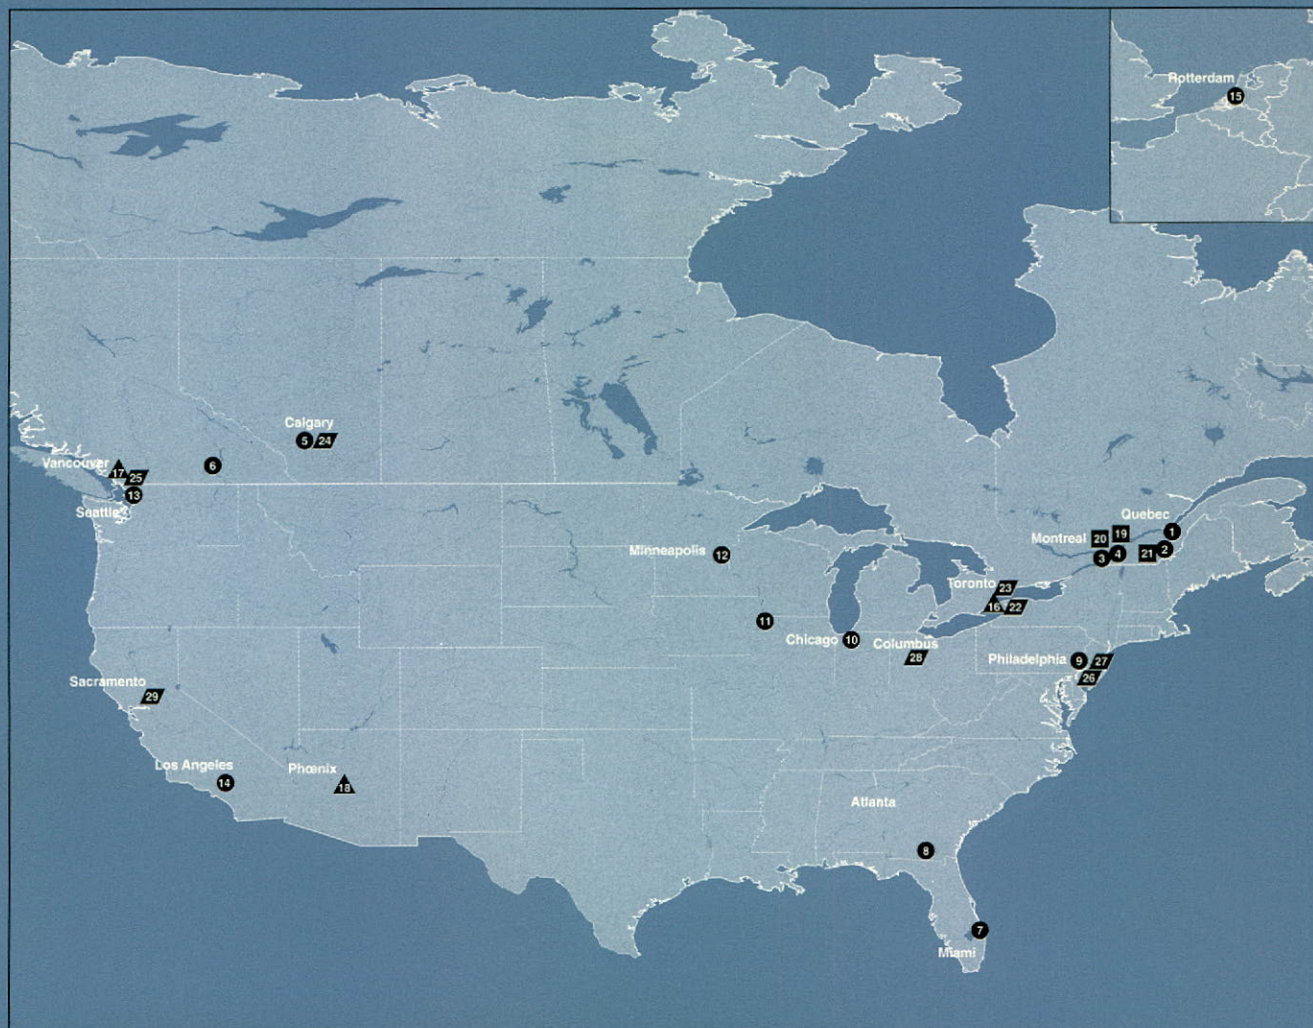 Rotterdam
15
Calgary
5 24
Vancouver
17 25
6
13
Seattle
Quebec
1
Montreal 20 19
3 4 21 2
Minneapolis 12
Toronto 23
16 22
11
Chicago 10
Columbus
28
Philadelphia 9 27
26
Sacramento
29
Los Angeles
14
Phœnix
18
Atlanta
8
7
Miami